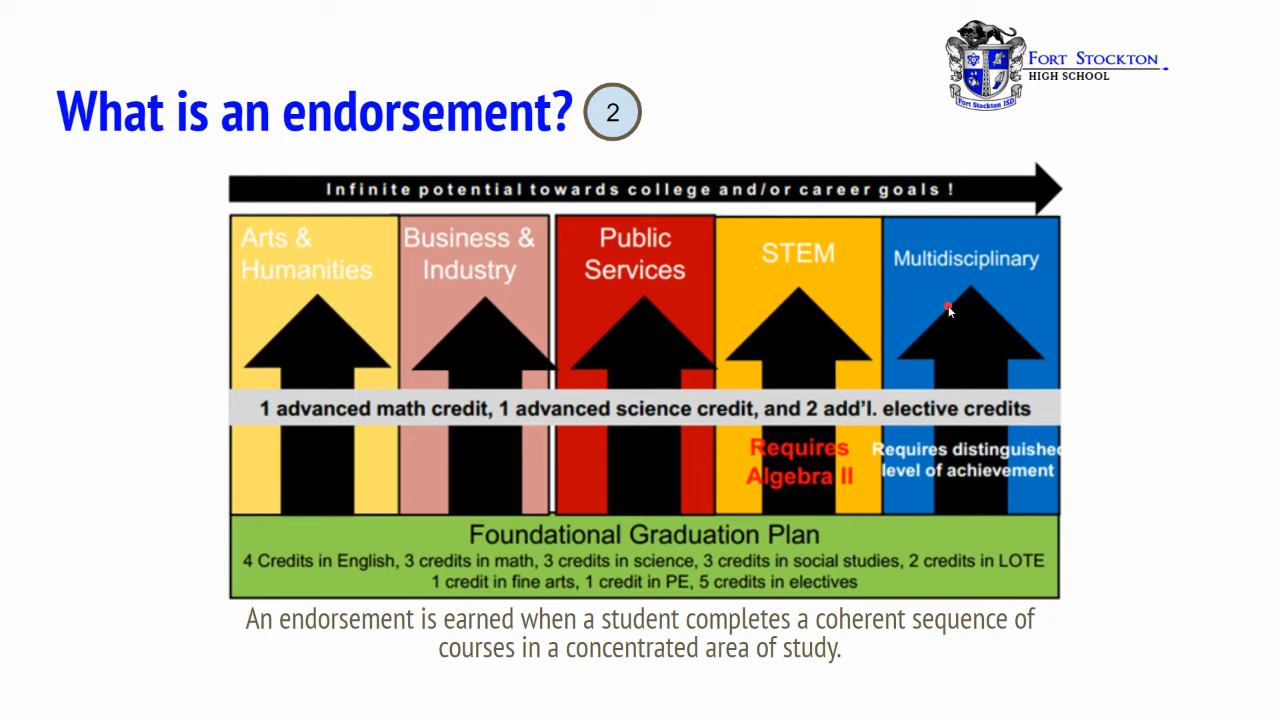 FORT STOCKTON
HIGH SCHOOL
Fort Stockton ISD
What is an endorsement? 2
Infinite potential towards college and/or career goals !
Arts &
Humanities
Business &
Industry
Public
Services
STEM
Multidisciplinary
1 advanced math credit, 1 advanced science credit, and 2 add'l. elective credits
Requires
Algebra II
Requires distinguished
level of achievement
Foundational Graduation Plan
4 Credits in English, 3 credits in math, 3 credits in science, 3 credits in social studies, 2 credits in LOTE
1 credit in fine arts, 1 credit in PE, 5 credits in electives
An endorsement is earned when a student completes a coherent sequence of
courses in a concentrated area of study.